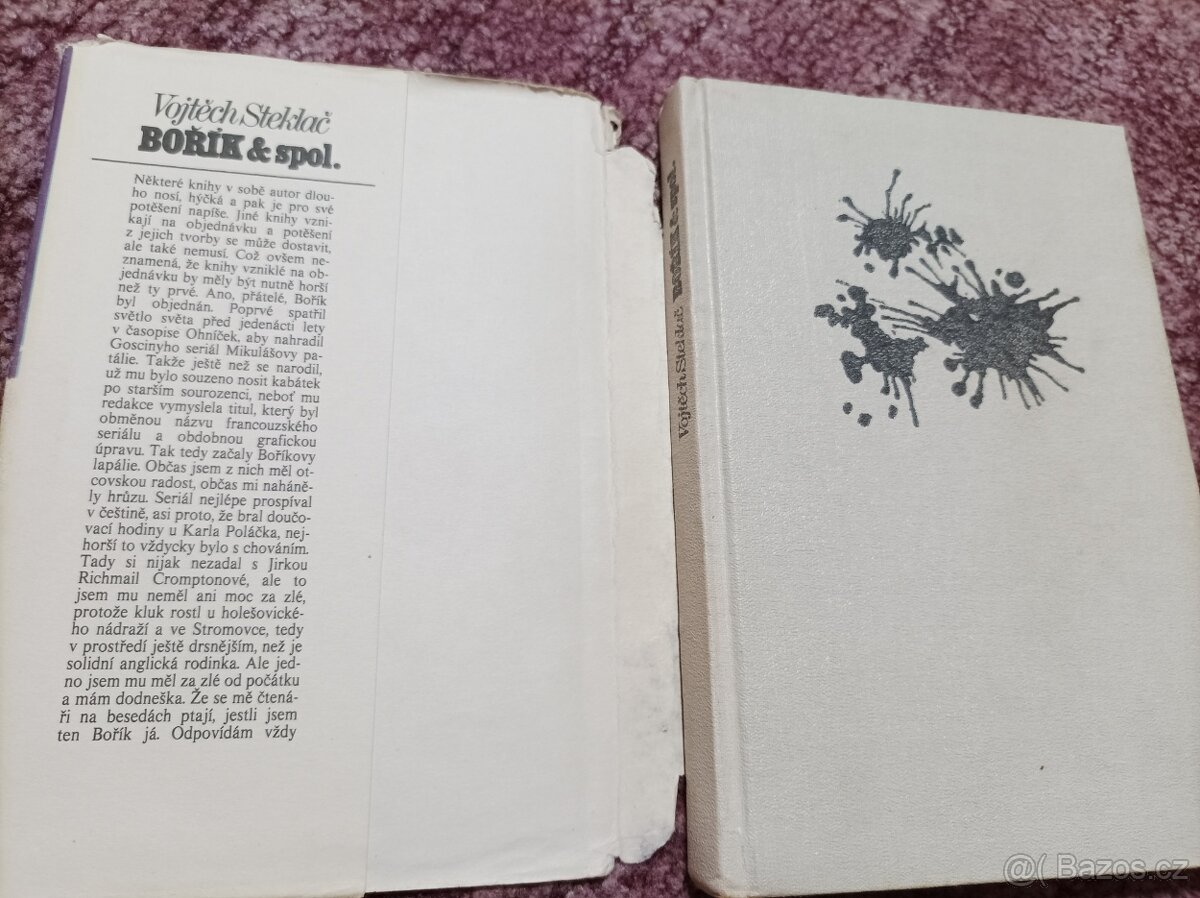 Vojtěch Steklač
BOŘÍK & spol.
Některé knihy v sobě autor dlou-
ho nosí, hýčká a pak je pro své
potěšení napíše. Jiné knihy vzni-
kají na objednávku a potěšení
z jejich tvorby se může dostavit,
ale také nemusí. Což ovšem ne-
znamená, že knihy vzniklé na ob-
jednávku by měly být nutně horší
než ty prvé. Ano, přátelé, Bořík
byl objednán. Poprvé spatřil
světlo světa před jedenácti lety
v časopise Ohníček, aby nahradil
Goscinyho seriál Mikulášovy pa-
tálie. Takže ještě než se narodil,
už mu bylo souzeno nosit kabátek
po starším sourozenci, neboť mu
redakce vymyslela titul, který byl
obměnou názvu francouzského
seriálu a obdobnou grafickou
úpravu. Tak tedy začaly Boříkovy
lapálie. Občas jsem z nich měl ot-
covskou radost, občas mi naháně-
ly hrůzu. Seriál nejlépe prospíval
v češtině, asi proto, že bral doučo-
vací hodiny u Karla Poláčka, nej-
horší to vždycky bylo s chováním.
Tady si nijak nezadal s Jirkou
Richmail Cromptonové, ale to
jsem mu neměl ani moc za zlé,
protože kluk rostl u holešovické-
ho nádraží a ve Stromovce, tedy
v prostředí ještě drsnějším, než je
solidní anglická rodinka. Ale jed-
no jsem mu měl za zlé od počátku
a mám dodneška. Že se mě čtená-
ři na besedách ptají, jestli jsem
ten Bořík já. Odpovídám vždy
Vojtěch Steklač BOŘÍK & spol.
@( Bazos.cz